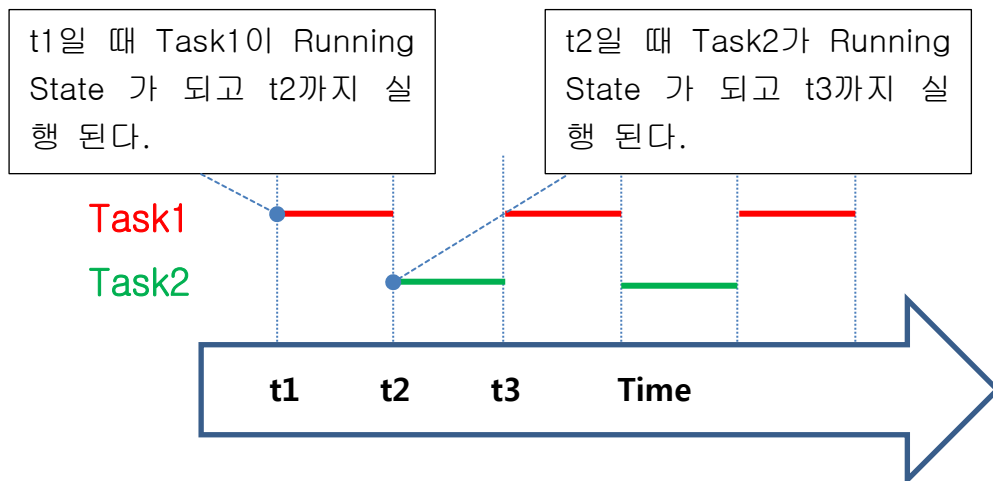 t1일 때 Task1이 Running
State 가 되고 t2까지 실
행 된다.
t2일 때 Task2가 Running
State 가 되고 t3까지 실
행 된다.
Task1
Task2
t1 t2 t3 Time